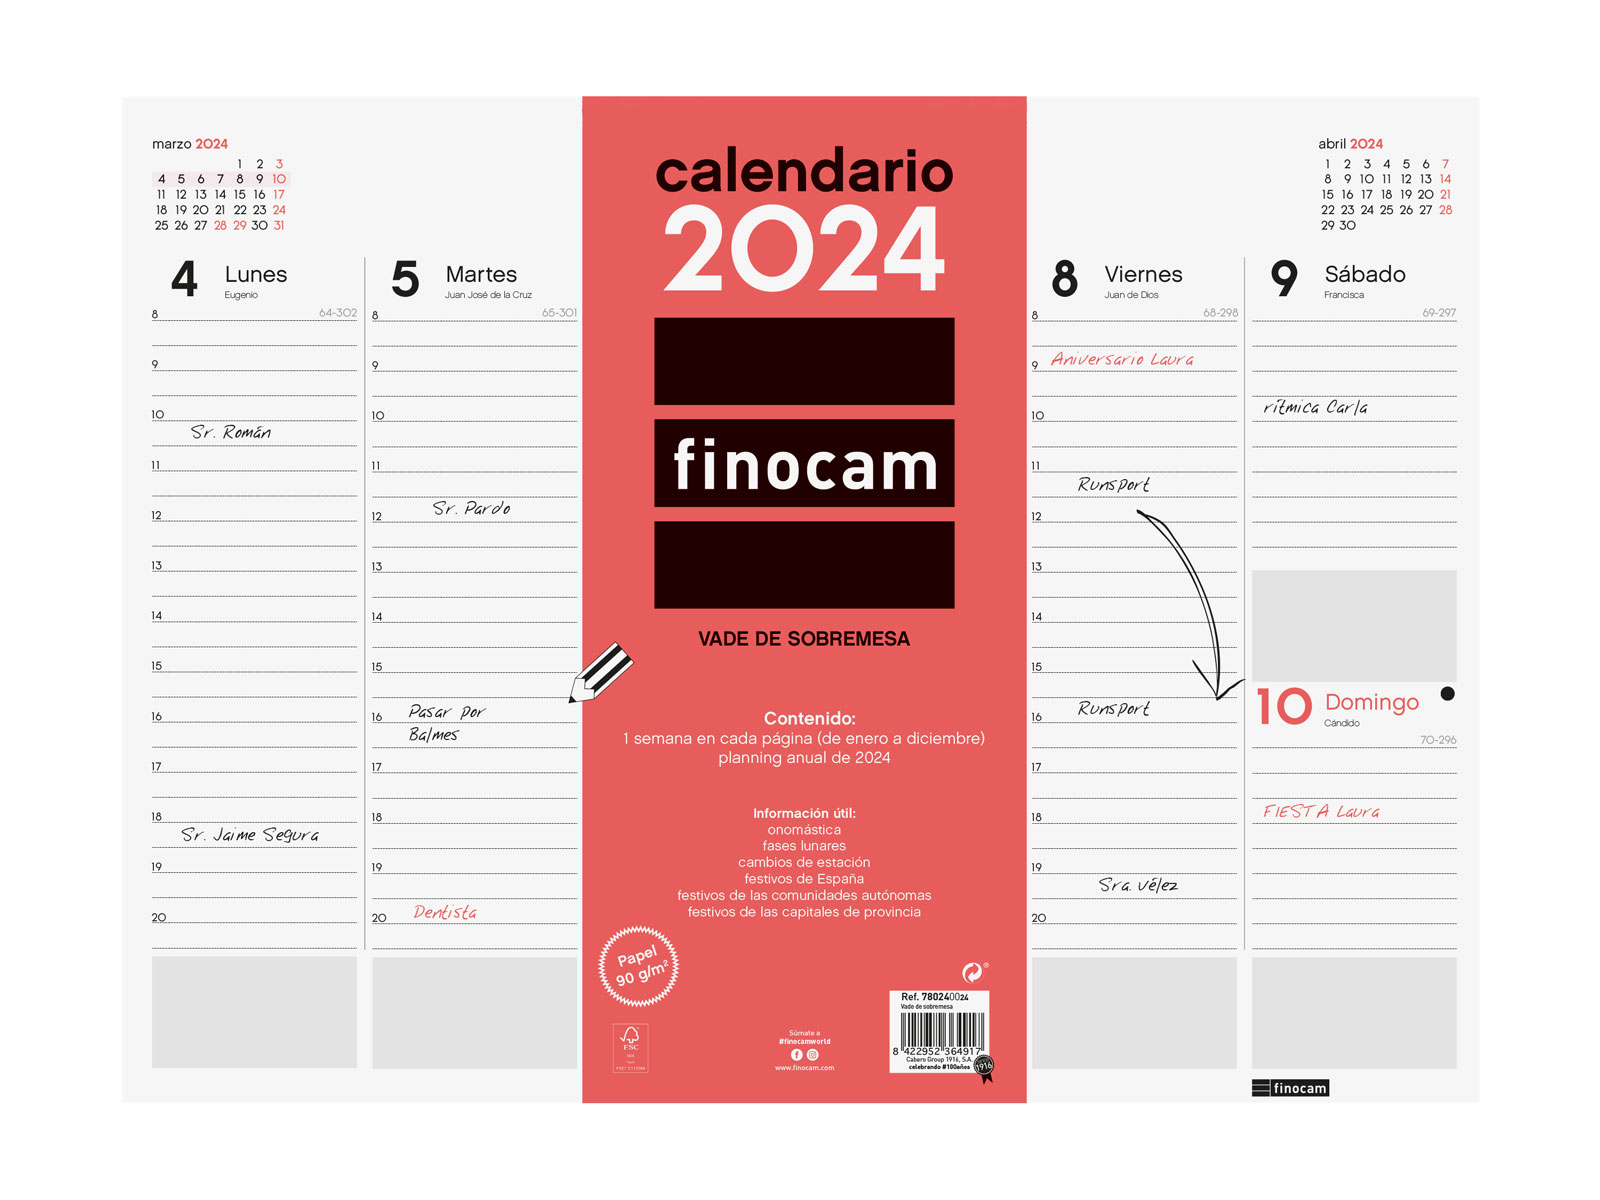 marzo 2024
1 2 3
4 5 6 7 8 9 10
11 12 13 14 15 16 17
18 19 20 21 22 23 24
25 26 27 28 29 30 31
4 Lunes
Eugenio
64-302
8
9
10
Sr. Román
11
12
13
14
15
16
17
18
Sr. Jaime Segura
19
20
5 Martes
Juan José de la Cruz
65-301
8
9
10
11
Sr. Pardo
12
13
14
15
16 Pasar por
Balmes
17
18
19
20 Dentista
calendario
2024
finocam
VADE DE SOBREMESA
Contenido:
1 semana en cada página (de enero a diciembre)
planning anual de 2024
Información útil:
onomástica
fases lunares
cambios de estación
festivos de España
festivos de las comunidades autónomas
festivos de las capitales de provincia
Papel
90 g/m²
FSC
Súmate a
#finocamworld
www.finocam.com
Ref. 780240024
Vade de sobremesa
8 422952 364917
Cabero Group 1916, S.A.
celebrando #100años
1916
abril 2024
1 2 3 4 5 6 7
8 9 10 11 12 13 14
15 16 17 18 19 20 21
22 23 24 25 26 27 28
29 30
8 Viernes
Juan de Dios
68-298
8
9 Aniversario Laura
10
11
Runsport
12
13
14
15
16 Runsport
17
18
19
Sra. Vélez
20
9 Sábado
Francisca
69-297
rítmica Carla
10 Domingo
Cándido
70-296
FIESTA Laura
finocam